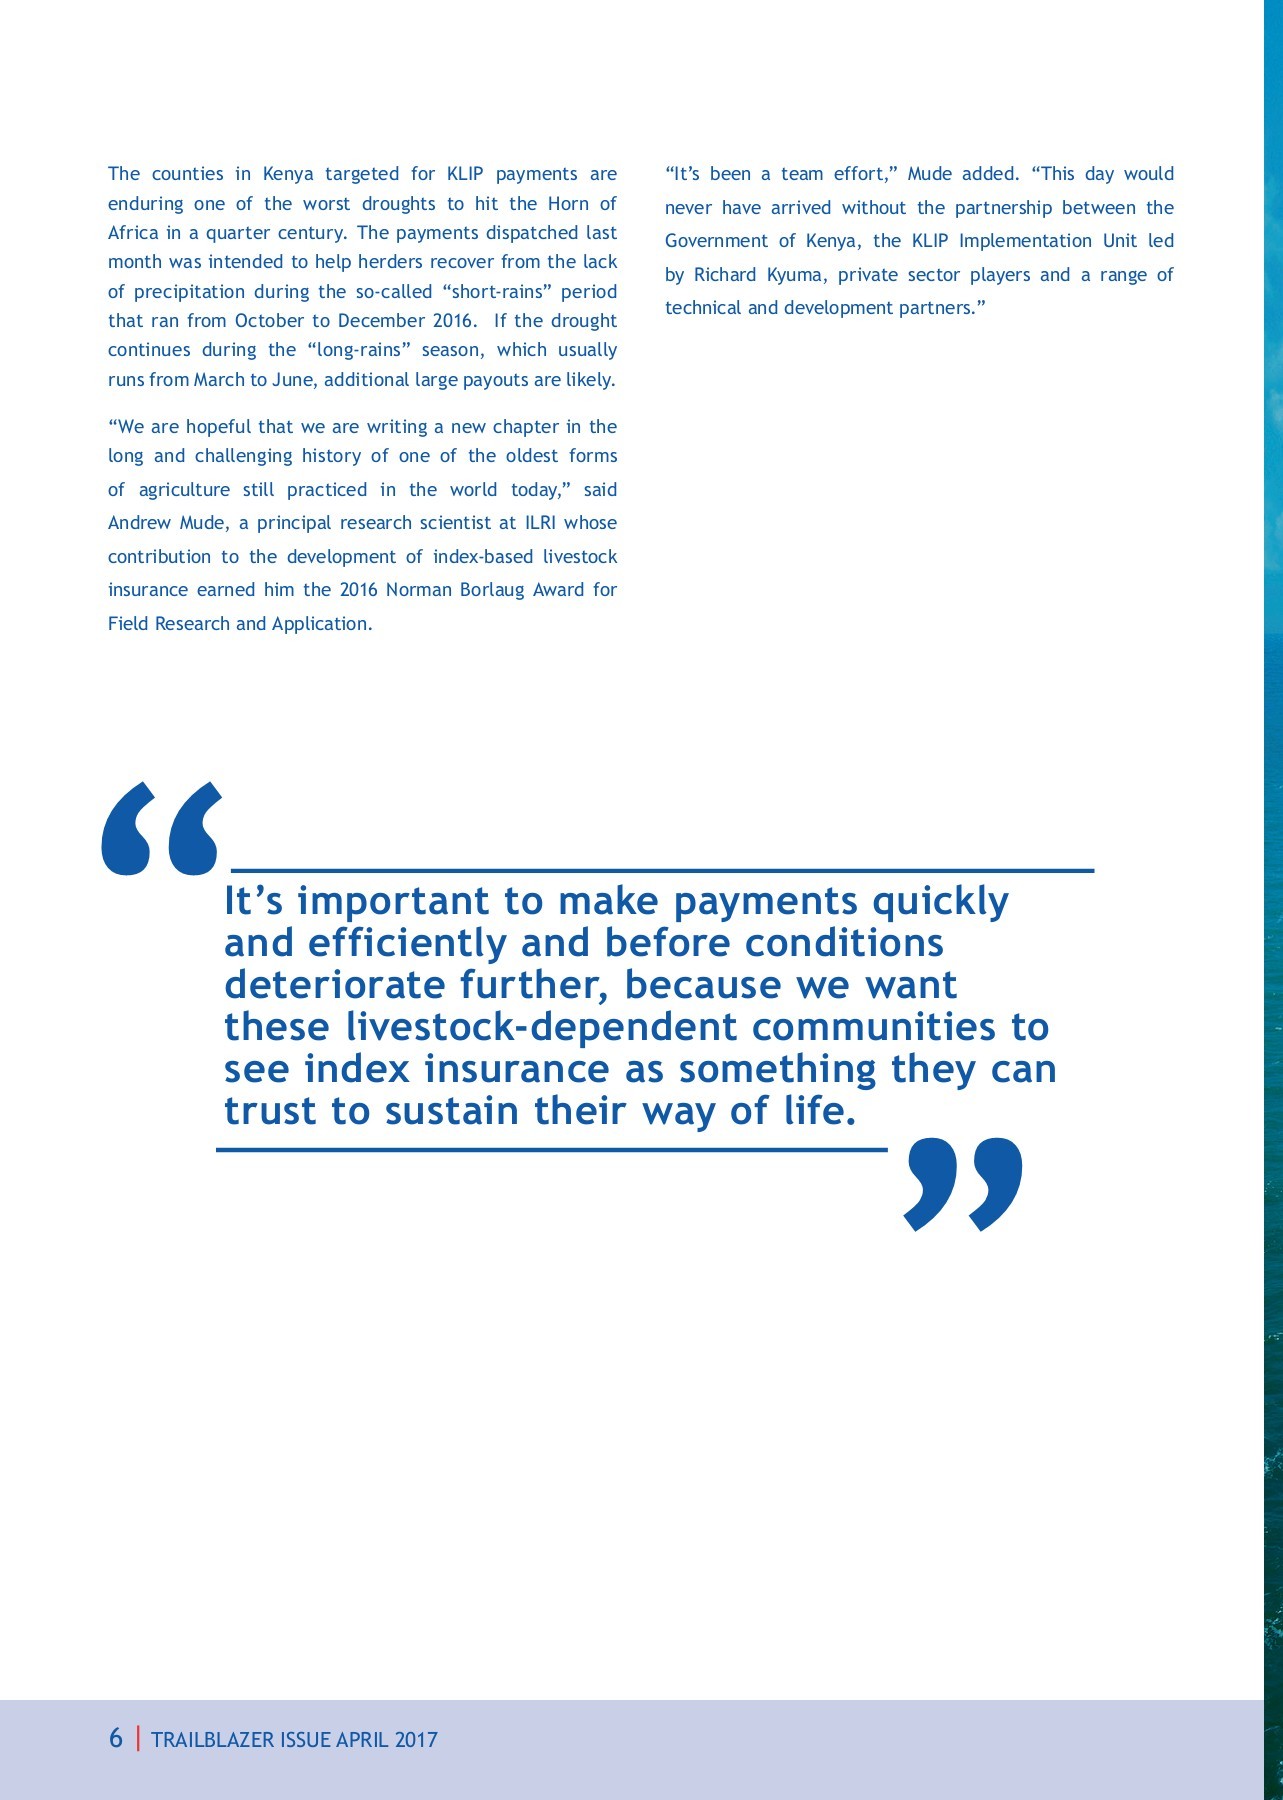 The counties in Kenya targeted for KLIP payments are
enduring one of the worst droughts to hit the Horn of
Africa in a quarter century. The payments dispatched last
month was intended to help herders recover from the lack
of precipitation during the so-called “short-rains” period
that ran from October to December 2016.  If the drought
continues during the “long-rains” season, which usually
runs from March to June, additional large payouts are likely.
“We are hopeful that we are writing a new chapter in the
long and challenging history of one of the oldest forms
of agriculture still practiced in the world today,” said
Andrew Mude, a principal research scientist at ILRI whose
contribution to the development of index-based livestock
insurance earned him the 2016 Norman Borlaug Award for
Field Research and Application.
“It’s been a team effort,” Mude added. “This day would
never have arrived without the partnership between the
Government of Kenya, the KLIP Implementation Unit led
by Richard Kyuma, private sector players and a range of
technical and development partners.”
“
It’s important to make payments quickly
and efficiently and before conditions
deteriorate further, because we want
these livestock-dependent communities to
see index insurance as something they can
trust to sustain their way of life.
”
6 | TRAILBLAZER ISSUE APRIL 2017